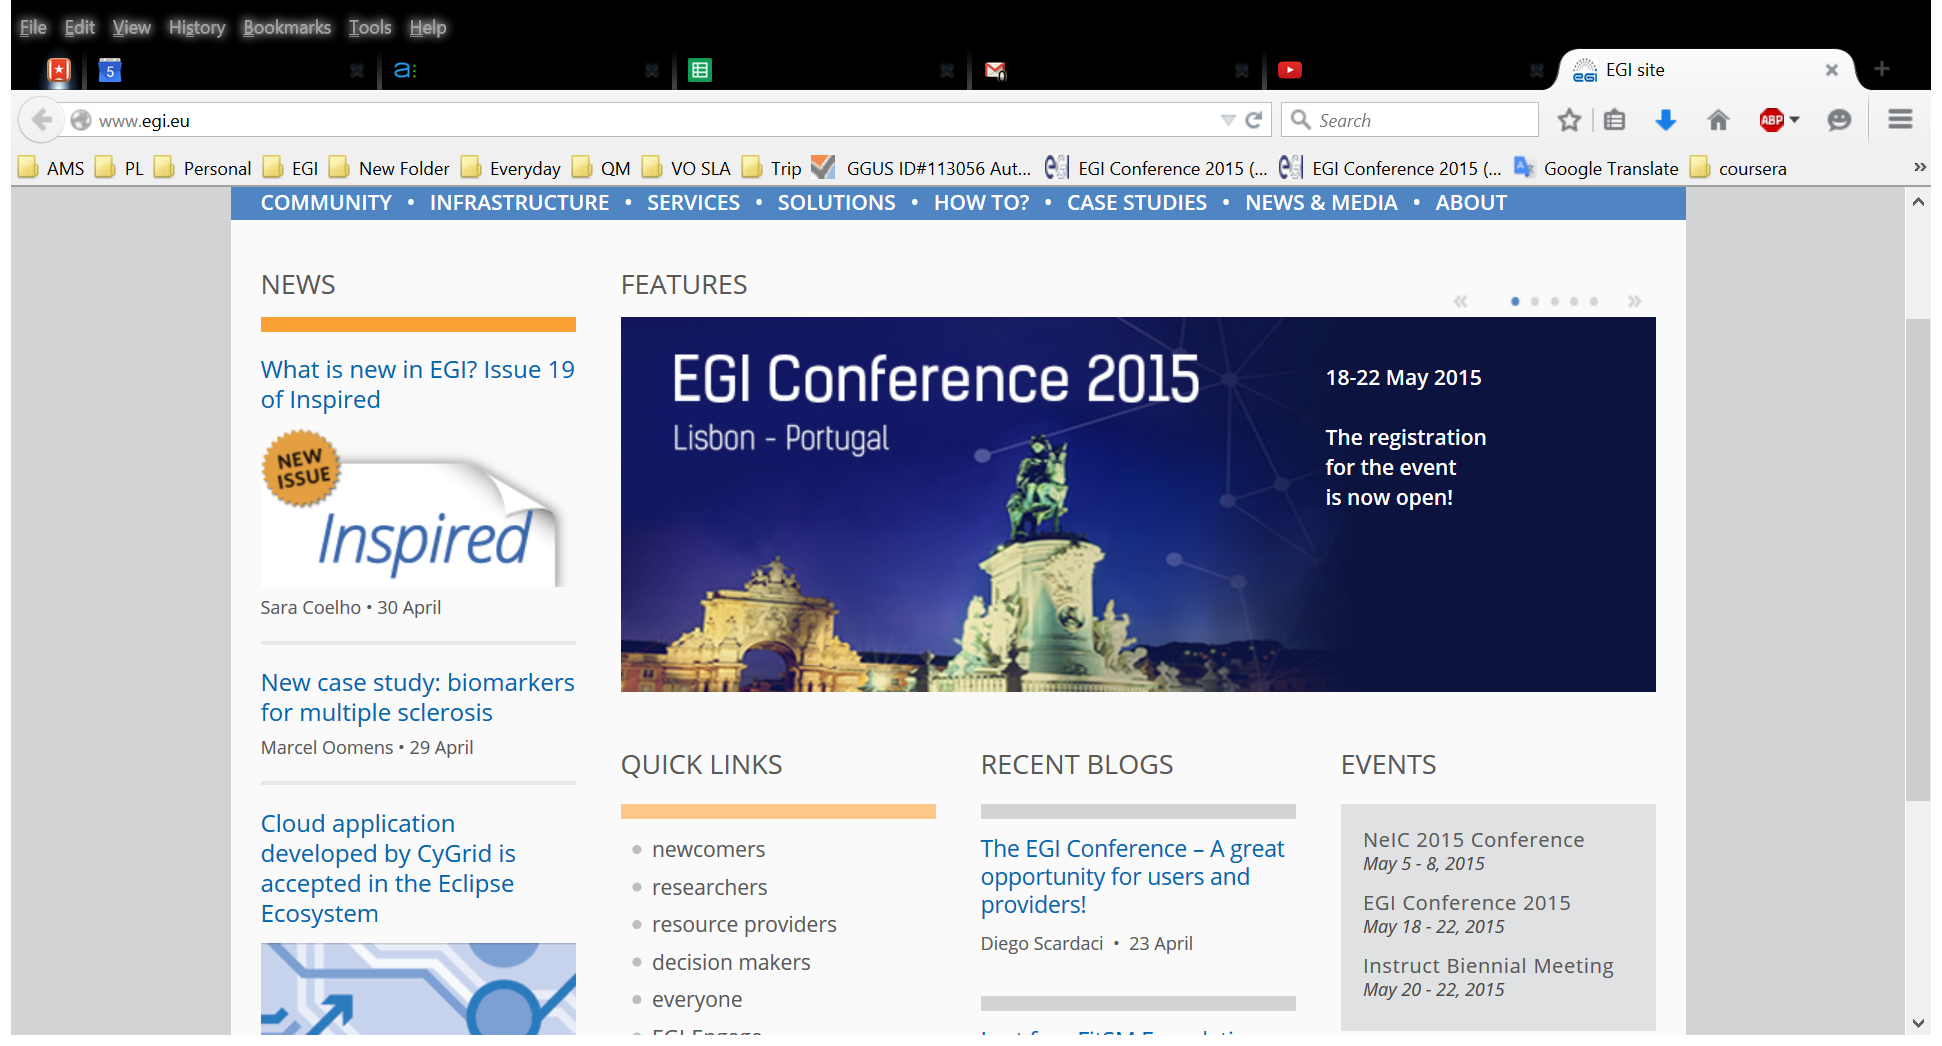 File Edit View History Bookmarks Tools Help
5 a: EGI site
www.egi.eu Search ABP
AMS PL Personal EGI New Folder Everyday QM VO SLA Trip GGUS ID#113056 Aut... EGI Conference 2015 (... EGI Conference 2015 (... Google Translate coursera
COMMUNITY • INFRASTRUCTURE • SERVICES • SOLUTIONS • HOW TO? • CASE STUDIES • NEWS & MEDIA • ABOUT
NEWS
What is new in EGI? Issue 19
of Inspired
NEW
ISSUE
Inspired
Sara Coelho • 30 April
New case study: biomarkers
for multiple sclerosis
Marcel Oomens • 29 April
Cloud application
developed by CyGrid is
accepted in the Eclipse
Ecosystem
FEATURES
EGI Conference 2015
Lisbon - Portugal
18-22 May 2015
The registration
for the event
is now open!
QUICK LINKS
newcomers
researchers
resource providers
decision makers
everyone
RECENT BLOGS
The EGI Conference – A great
opportunity for users and
providers!
Diego Scardaci • 23 April
EVENTS
NeIC 2015 Conference
May 5 - 8, 2015
EGI Conference 2015
May 18 - 22, 2015
Instruct Biennial Meeting
May 20 - 22, 2015